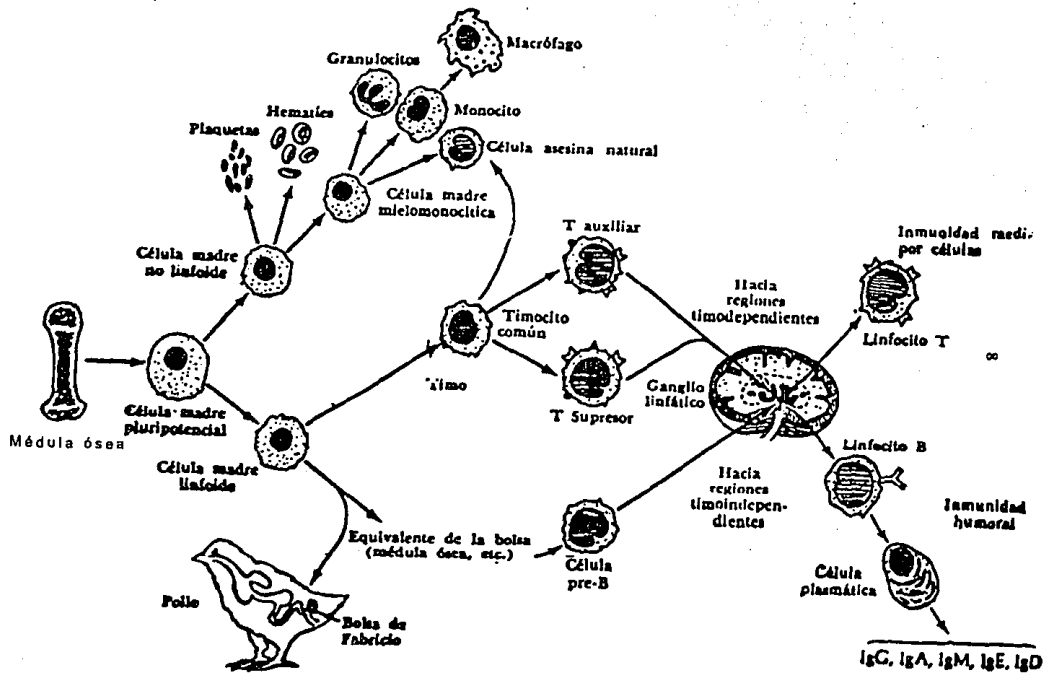 Macrófago
Granulocitos
Monocito
Hematíes
Plaquetas
Célula asesina natural
Célula madre
mielomonocítica
Célula madre
no linfoide
T auxiliar
Inmunidad medi-
por células
Hacia
regiones
timodependientes
Timocito
común
Linfocito T
∞
Timo
Ganglio
linfático
T Supresor
Célula madre
pluripotencial
Médula ósea
Célula madre
linfoide
Linfocito B
Hacia
regiones
timoindepen-
dientes
Inmunidad
humoral
Equivalente de la bolsa
(médula ósea, etc.)
Célula
pre-B
Célula
plasmática
Pollo
Bolsa de
Fabricio
IgG, IgA, IgM, IgE, IgD